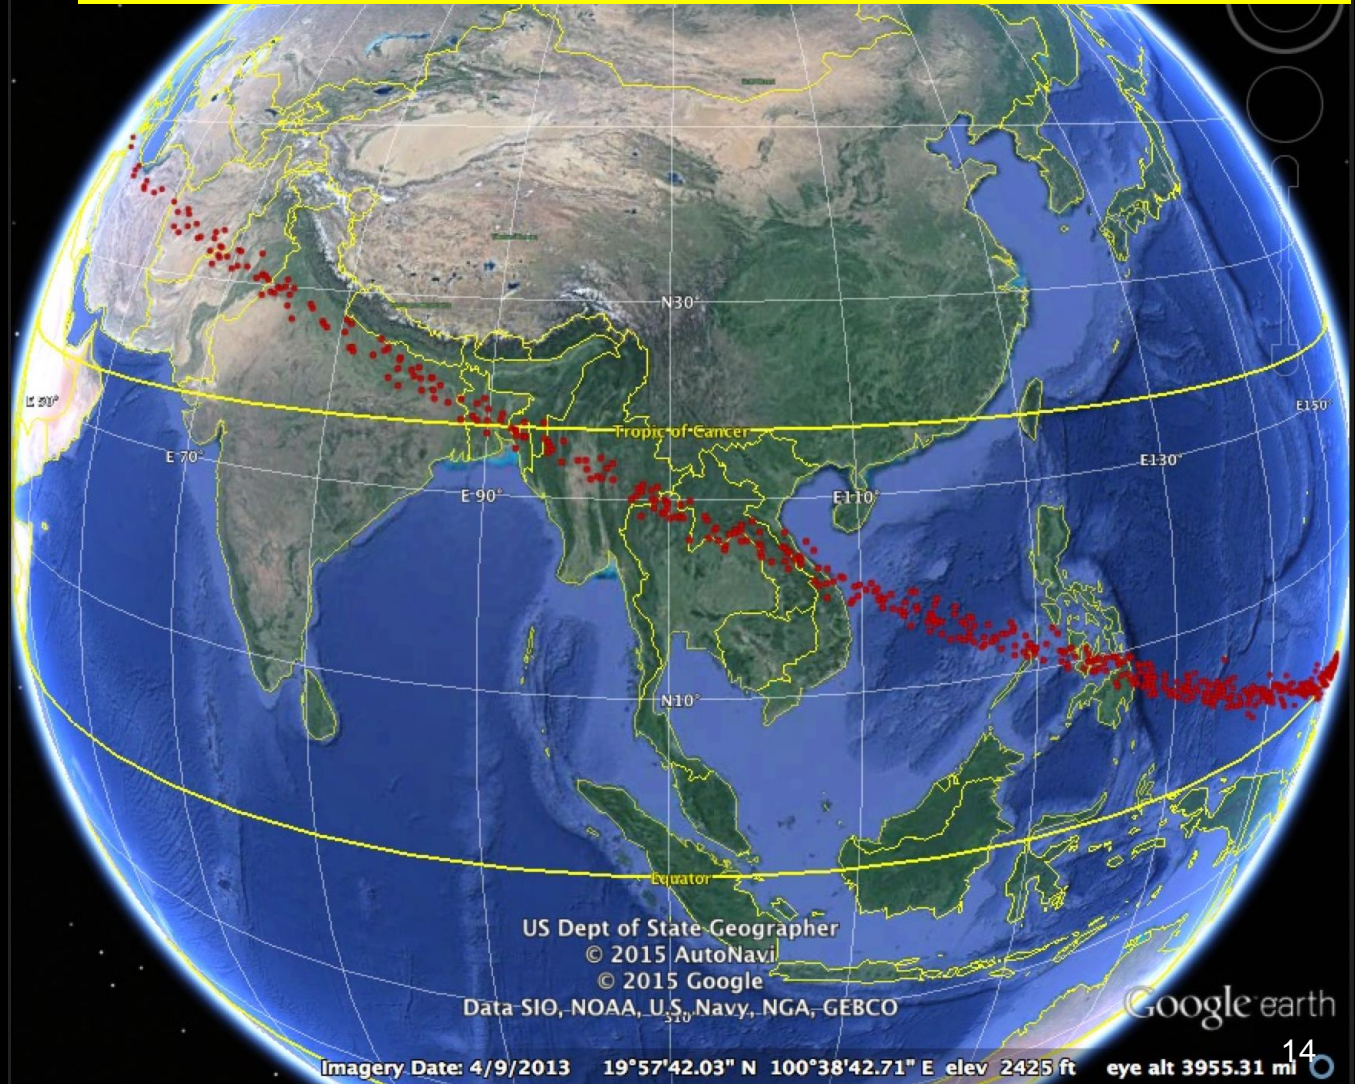 N30°
E 50°
E150°
Tropic of Cancer
E 70°
E130°
E 90°
E110°
N10°
Equator
US Dept of State Geographer
© 2015 AutoNavi
© 2015 Google
Data SIO, NOAA, U.S. Navy, NGA, GEBCO
S10°
Google earth
14
Imagery Date: 4/9/2013 19°57'42.03" N 100°38'42.71" E elev 2425 ft eye alt 3955.31 mi